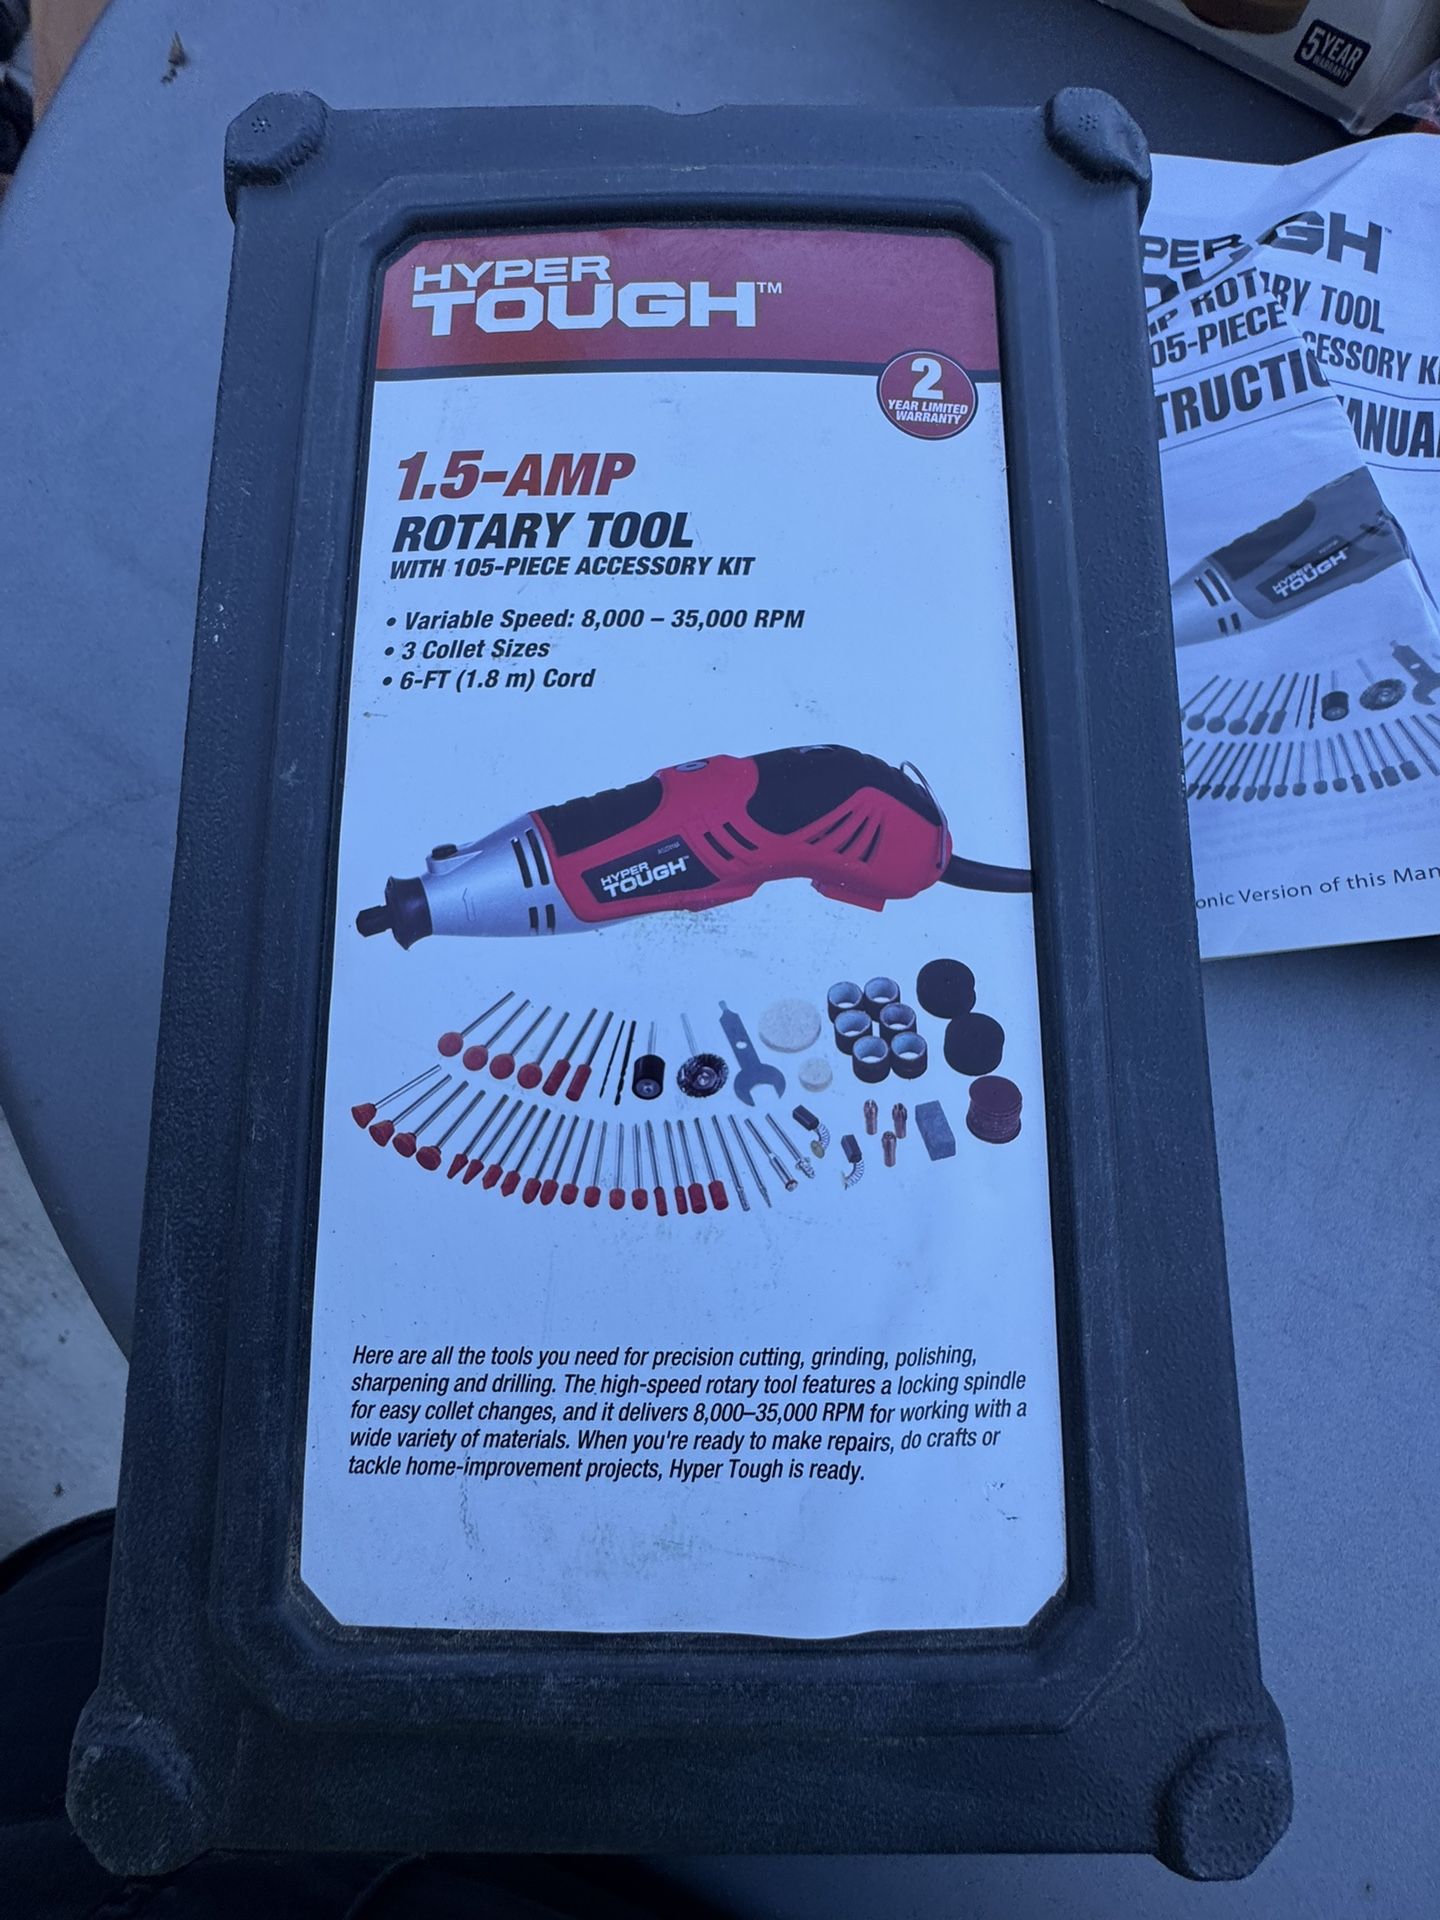 5 YEAR
WARRANTY
HYPER
TOUGH™
2
YEAR LIMITED
WARRANTY
1.5-AMP
ROTARY TOOL
WITH 105-PIECE ACCESSORY KIT
• Variable Speed: 8,000 – 35,000 RPM
• 3 Collet Sizes
• 6-FT (1.8 m) Cord
HYPER
TOUGH™
Here are all the tools you need for precision cutting, grinding, polishing,
sharpening and drilling. The high-speed rotary tool features a locking spindle
for easy collet changes, and it delivers 8,000–35,000 RPM for working with a
wide variety of materials. When you're ready to make repairs, do crafts or
tackle home-improvement projects, Hyper Tough is ready.
PER
GH™
ROTARY TOOL
05-PIECE
CESSORY K
TRUCTI
ANUA
HYPER
TOUGH
onic Version of this Man